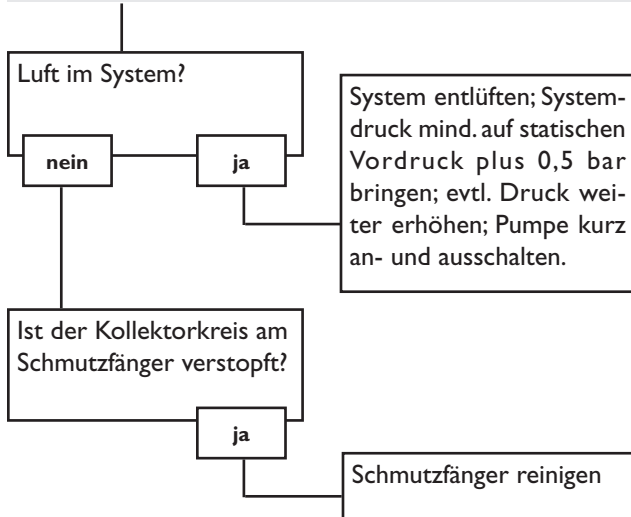 Luft im System?
nein
ja
System entlüften; System-
druck mind. auf statischen
Vordruck plus 0,5 bar
bringen; evtl. Druck wei-
ter erhöhen; Pumpe kurz
an- und ausschalten.
Ist der Kollektorkreis am
Schmutzfänger verstopft?
ja
Schmutzfänger reinigen